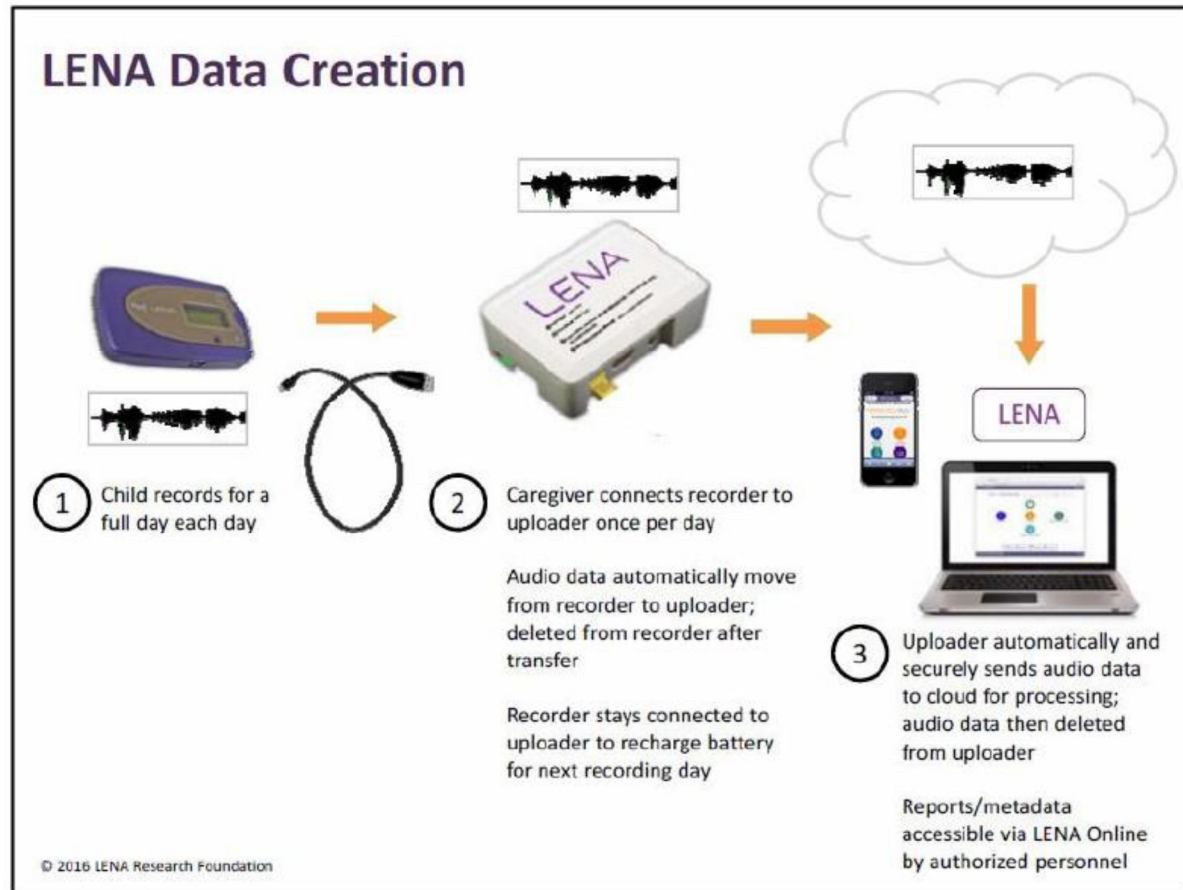 LENA Data Creation
LENA
LENA
1
Child records for a
full day each day
2
Caregiver connects recorder to
uploader once per day
Audio data automatically move
from recorder to uploader;
deleted from recorder after
transfer
Recorder stays connected to
uploader to recharge battery
for next recording day
3
Uploader automatically and
securely sends audio data
to cloud for processing;
audio data then deleted
from uploader
Reports/metadata
accessible via LENA Online
by authorized personnel
© 2016 LENA Research Foundation